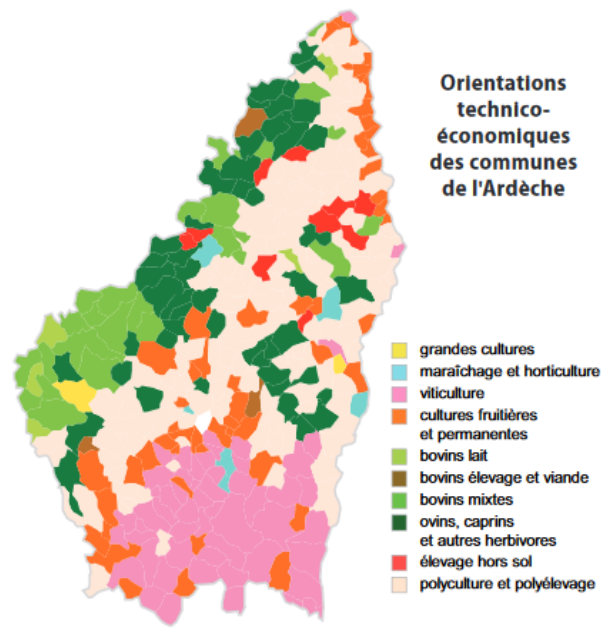 Orientations
technico-
économiques
des communes
de l'Ardèche
grandes cultures
maraîchage et horticulture
viticulture
cultures fruitières
et permanentes
bovins lait
bovins élevage et viande
bovins mixtes
ovins, caprins
et autres herbivores
élevage hors sol
polyculture et polyélevage